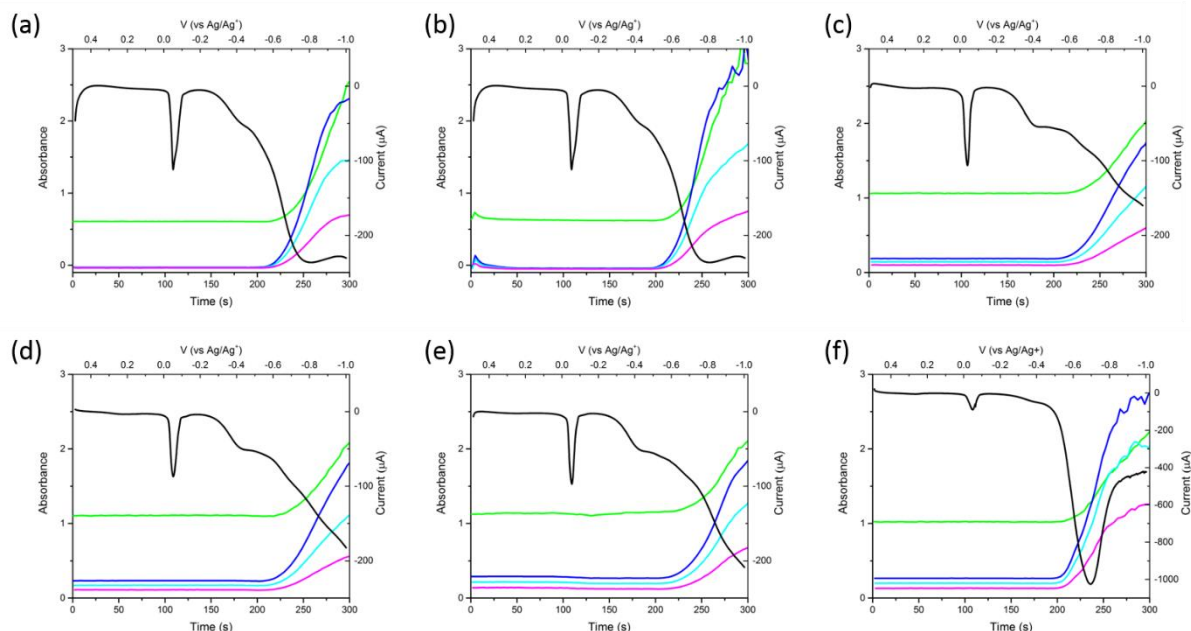 (a)
V (vs Ag/Ag⁺)
0.4 0.2 0.0 -0.2 -0.4 -0.6 -0.8 -1.0
3
2
1
0
Absorbance
0
-100
-200
Current (µA)
0 50 100 150 200 250 300
Time (s)
(b)
V (vs Ag/Ag⁺)
0.4 0.2 0.0 -0.2 -0.4 -0.6 -0.8 -1.0
3
2
1
0
Absorbance
0
-100
-200
Current (µA)
0 50 100 150 200 250 300
Time (s)
(c)
V (vs Ag/Ag⁺)
0.4 0.2 0.0 -0.2 -0.4 -0.6 -0.8 -1.0
3
2
1
0
Absorbance
0
-100
-200
Current (µA)
0 50 100 150 200 250 300
Time (s)
(d)
V (vs Ag/Ag⁺)
0.4 0.2 0.0 -0.2 -0.4 -0.6 -0.8 -1.0
3
2
1
0
Absorbance
0
-100
-200
Current (µA)
0 50 100 150 200 250 300
Time (s)
(e)
V (vs Ag/Ag⁺)
0.4 0.2 0.0 -0.2 -0.4 -0.6 -0.8 -1.0
3
2
1
0
Absorbance
0
-100
-200
Current (µA)
0 50 100 150 200 250 300
Time (s)
(f)
V (vs Ag/Ag+)
0.4 0.2 0.0 -0.2 -0.4 -0.6 -0.8 -1.0
3
2
1
0
Absorbance
0
-200
-400
-600
-800
-1000
Current (µA)
0 50 100 150 200 250 300
Time (s)